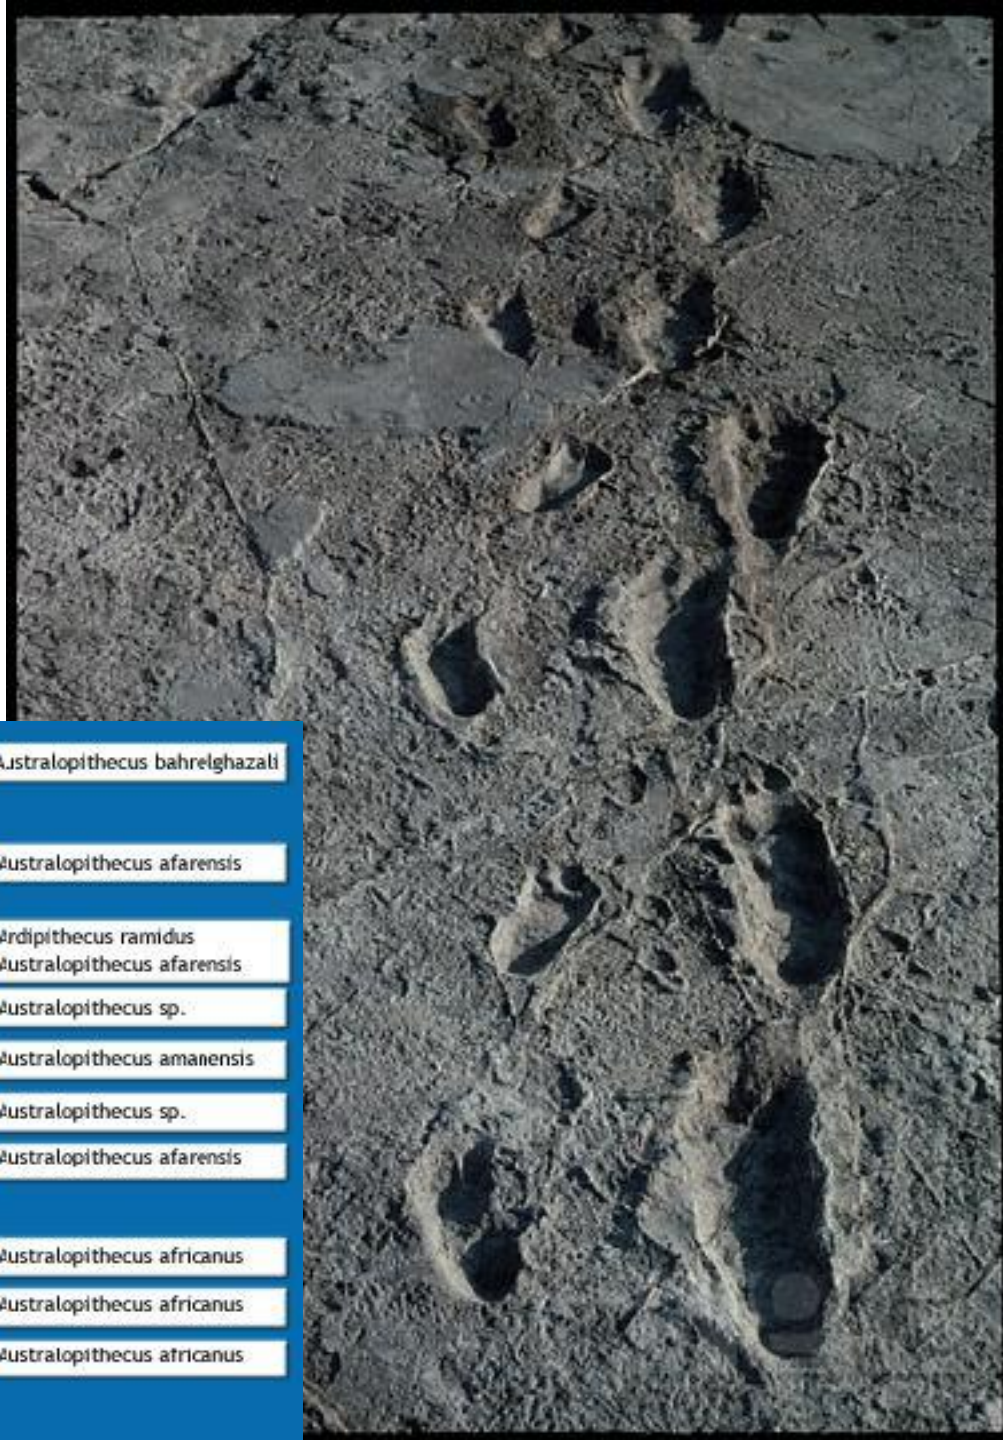 Australopithecus bahrelghazali
Australopithecus afarensis
Ardipithecus ramidus
Australopithecus afarensis
Australopithecus sp.
Australopithecus amanensis
Australopithecus sp.
Australopithecus afarensis
Australopithecus africanus
Australopithecus africanus
Australopithecus africanus